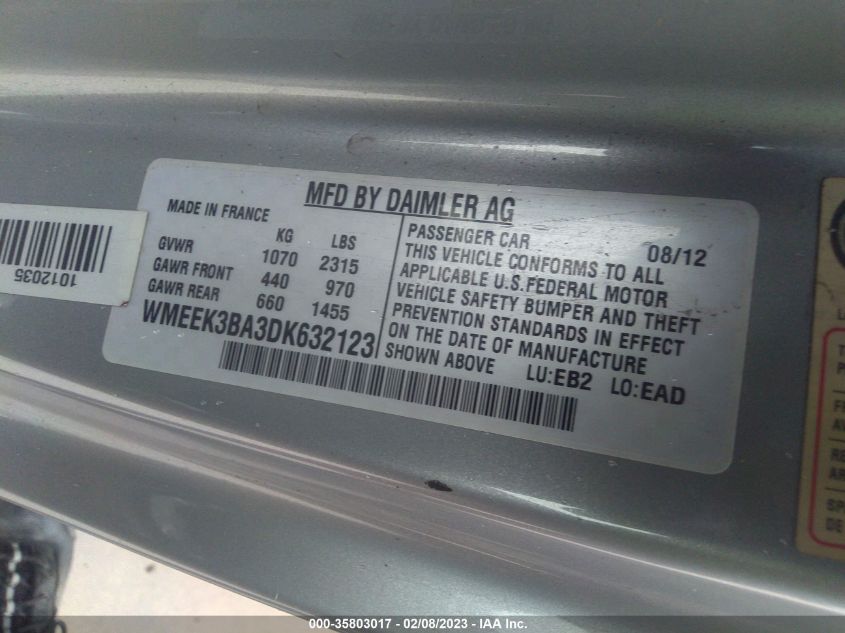 MFD BY DAIMLER AG
MADE IN FRANCE
KG LBS
GVWR 1070 2315
GAWR FRONT 440 970
GAWR REAR 660 1455
WMEEK3BA3DK632123
PASSENGER CAR 08/12
THIS VEHICLE CONFORMS TO ALL
APPLICABLE U.S.FEDERAL MOTOR
VEHICLE SAFETY BUMPER AND THEFT
PREVENTION STANDARDS IN EFFECT
ON THE DATE OF MANUFACTURE
SHOWN ABOVE LU:EB2 LO:EAD
1012035
000-35803017 - 02/08/2023 - IAA Inc.